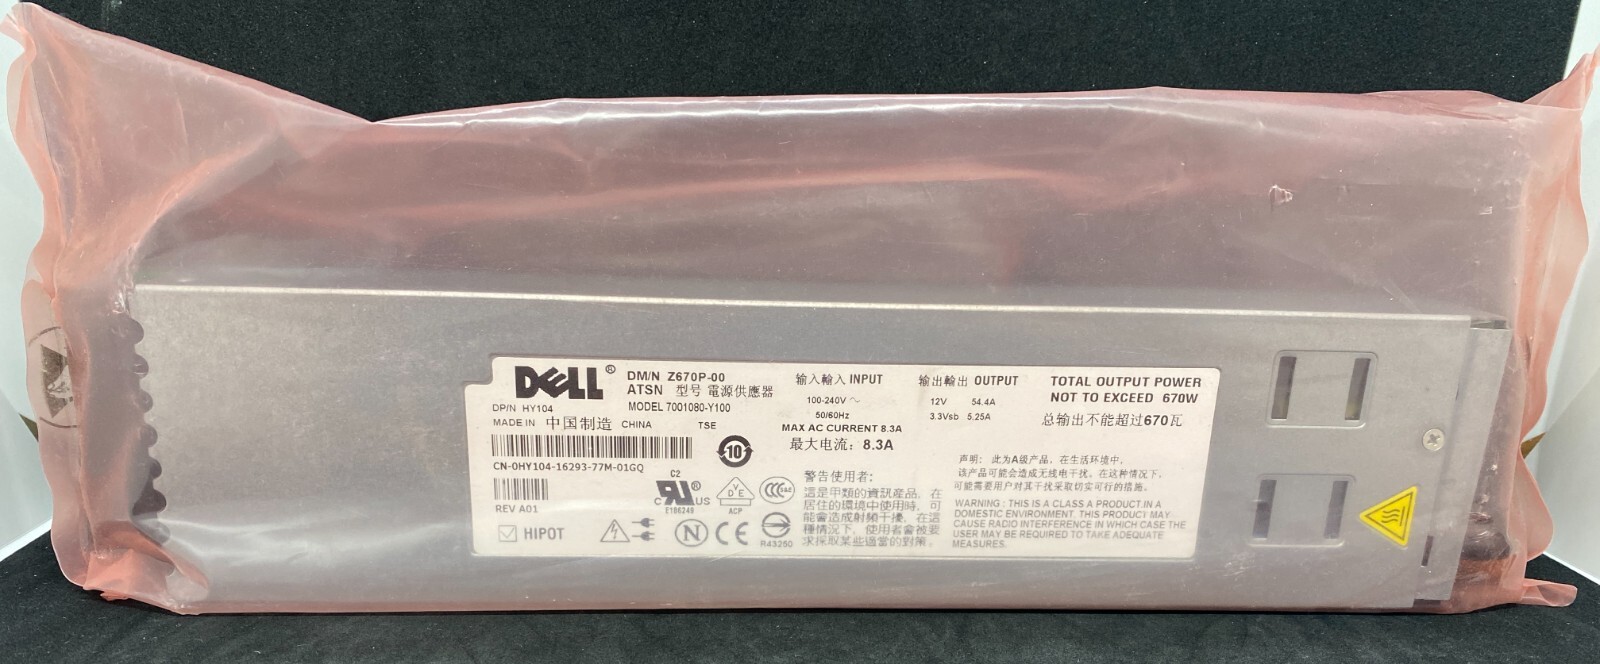 DELL®
DM/N Z670P-00
ATSN 型号 電源供應器
MODEL 7001080-Y100
DP/N HY104
MADE IN 中国制造 CHINA TSE
CN-0HY104-16293-77M-01GQ
REV A01
HIPOT
10
C2
C UL® US
E186248
VDE
ACP
CCC S&E
N
CE
R43260
输入輸入 INPUT
100-240V ~
50/60Hz
MAX AC CURRENT 8.3A
最大电流: 8.3A
输出輸出 OUTPUT
12V 54.4A
3.3Vsb 5.25A
TOTAL OUTPUT POWER
NOT TO EXCEED 670W
总输出不能超过670瓦
警告使用者:
這是甲類的資訊產品, 在
居住的環境中使用時, 可
能會造成射頻干擾, 在這
種情況下, 使用者會被要
求採取某些適當的對策。
声明: 此为A级产品, 在生活环境中,
该产品可能会造成无线电干扰。在这种情况下,
可能需要用户对其干扰采取切实可行的措施。
WARNING : THIS IS A CLASS A PRODUCT.IN A
DOMESTIC ENVIRONMENT, THIS PRODUCT MAY
CAUSE RADIO INTERFERENCE IN WHICH CASE THE
USER MAY BE REQUIRED TO TAKE ADEQUATE
MEASURES.